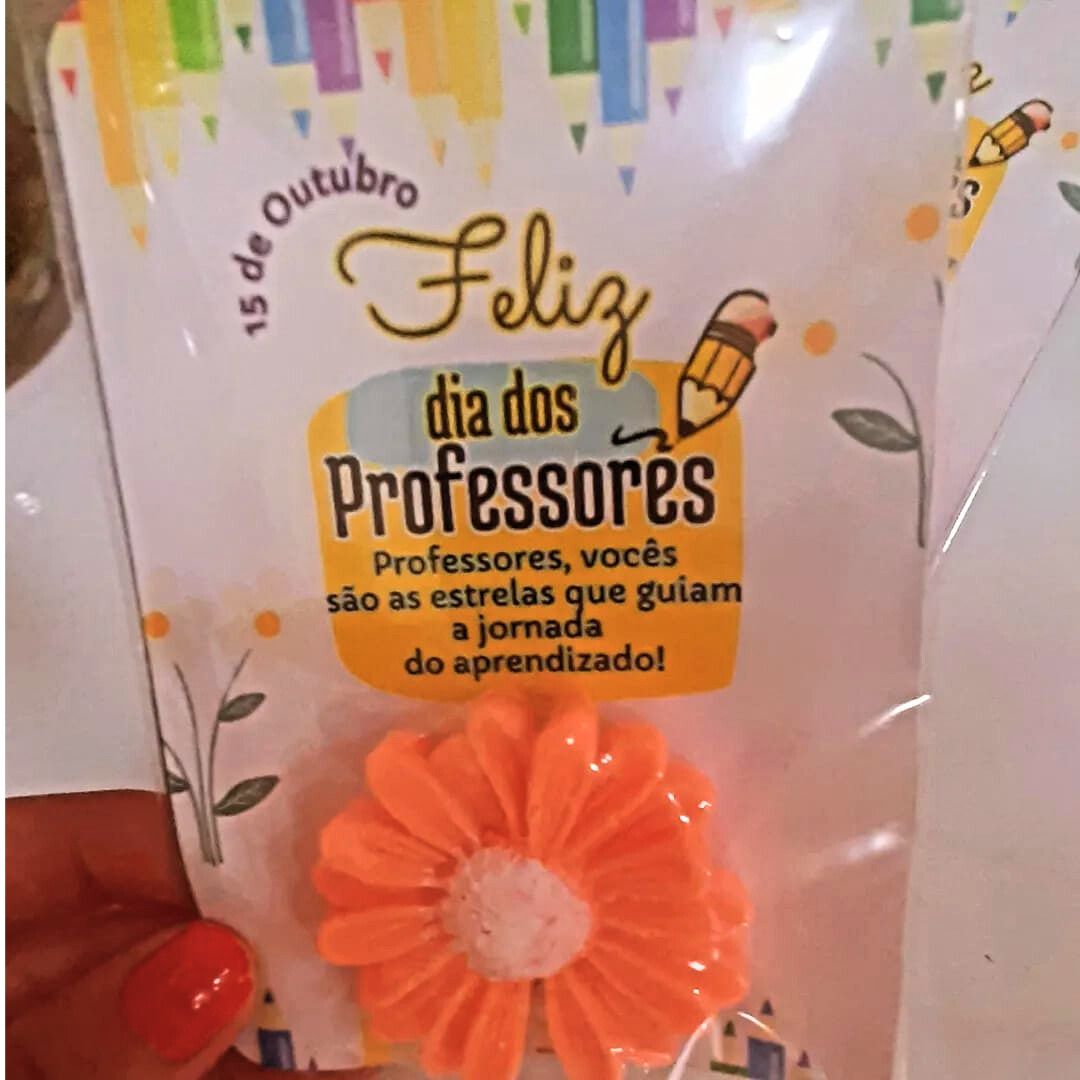 15 de Outubro
Feliz
dia dos
Professores
Professores, vocês
são as estrelas que guiam
a jornada
do aprendizado!